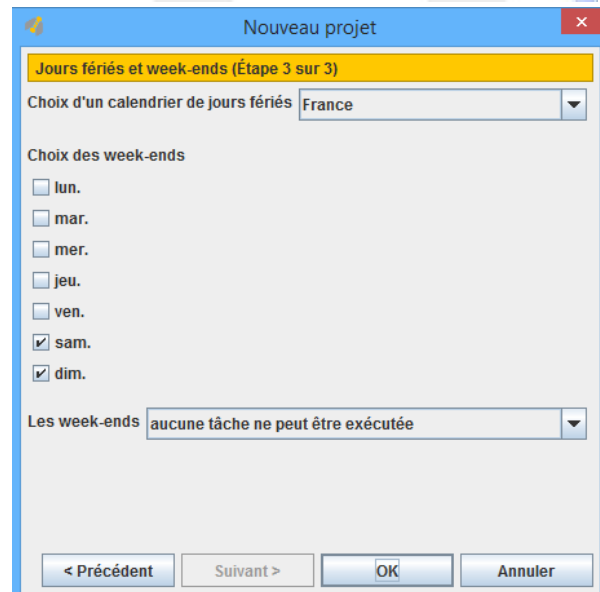 Nouveau projet
Jours fériés et week-ends (Étape 3 sur 3)
Choix d'un calendrier de jours fériés France
Choix des week-ends
lun.
mar.
mer.
jeu.
ven.
sam.
dim.
Les week-ends aucune tâche ne peut être exécutée
< Précédent Suivant > OK Annuler